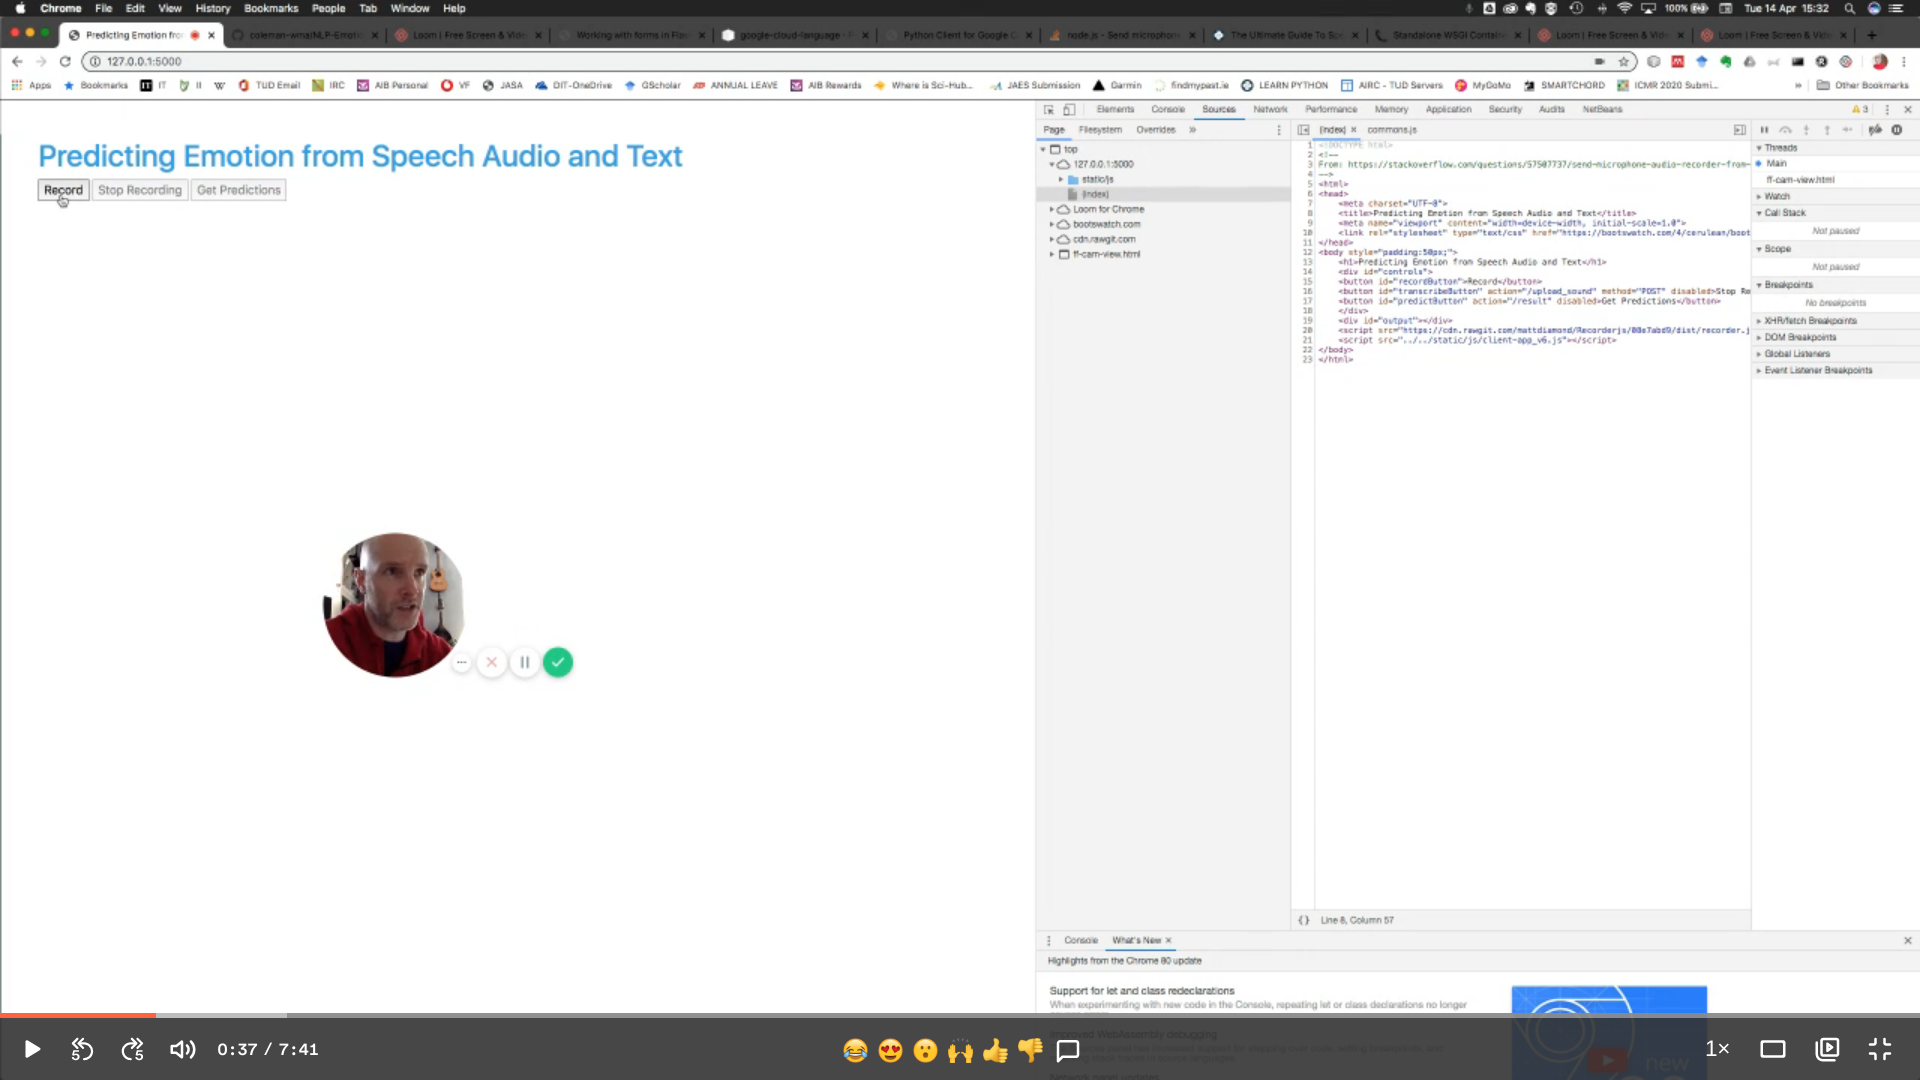 Chrome File Edit View History Bookmarks People Tab Window Help 100% Tue 14 Apr 15:32
Predicting Emotion from
Loom | Free Screen & Vide
Working with forms in Flas
google-cloud-language
Python Client for Google C
node.js - Send microphone
The Ultimate Guide To Sp
Standalone WSGI Contain
Loom | Free Screen & Vide
Loom | Free Screen & Vide
127.0.0.1:5000
Apps Bookmarks IT II TUD Email IRC AIB Personal VF JASA DIT-OneDrive GScholar ANNUAL LEAVE AIB Rewards Where is Sci-Hub... JAES Submission Garmin findmypast.ie LEARN PYTHON AIRC - TUD Servers MyGoMo SMARTCHORD ICMR 2020 Submi... » Other Bookmarks
Predicting Emotion from Speech Audio and Text
Record Stop Recording Get Predictions
Elements Console Sources Network Performance Memory Application Security Audits NetBeans 3
Page Filesystem Overrides »
top
127.0.0.1:5000
static/js
(index)
Loom for Chrome
bootswatch.com
cdn.rawgit.com
ff-cam-view.html
(index) × commons.js
1 <!DOCTYPE html>
2 <!--
3 From: https://stackoverflow.com/questions/57507737/send-microphone-audio-recorder-from-
4 -->
5 <html>
6 <head>
7 <meta charset="UTF-8">
8 <title>Predicting Emotion from Speech Audio and Text</title>
9 <meta name="viewport" content="width=device-width, initial-scale=1.0">
10 <link rel="stylesheet" type="text/css" href="https://bootswatch.com/4/cerulean/boot
11 </head>
12 <body style="padding:50px;">
13 <h1>Predicting Emotion from Speech Audio and Text</h1>
14 <div id="controls">
15 <button id="recordButton">Record</button>
16 <button id="transcribeButton" action="/upload_sound" method="POST" disabled>Stop Re
17 <button id="predictButton" action="/result" disabled>Get Predictions</button>
18 </div>
19 <div id="output"></div>
20 <script src="https://cdn.rawgit.com/mattdiamond/Recorderjs/08e7abd9/dist/recorder.j
21 <script src="../../static/js/client-app_v6.js"></script>
22 </body>
23 </html>
{} Line 8, Column 57
Threads
Main
ff-cam-view.html
Watch
Call Stack
Not paused
Scope
Not paused
Breakpoints
No breakpoints
XHR/fetch Breakpoints
DOM Breakpoints
Global Listeners
Event Listener Breakpoints
Console What's New ×
Highlights from the Chrome 80 update
Support for let and class redeclarations
When experimenting with new code in the Console, repeating let or class declarations no longer
Improved WebAssembly debugging
Network panel updates
new
5 5 0:37 / 7:41 1×